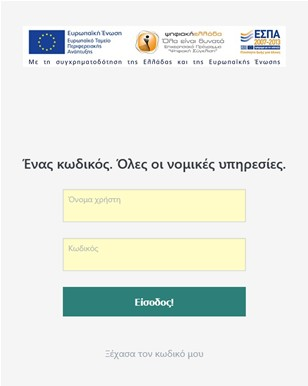 Ευρωπαϊκή Ένωση
Ευρωπαϊκό Ταμείο
Περιφερειακής
Ανάπτυξης
ψηφιακήελλάδα
Όλα είναι δυνατά
ΕΣΠΑ
2007-2013
Με τη συγχρηματοδότηση της Ελλάδας και της Ευρωπαϊκής Ένωσης
Ένας κωδικός. Όλες οι νομικές υπηρεσίες.
Όνομα χρήστη
Κωδικός
Είσοδος!
Ξέχασα τον κωδικό μου